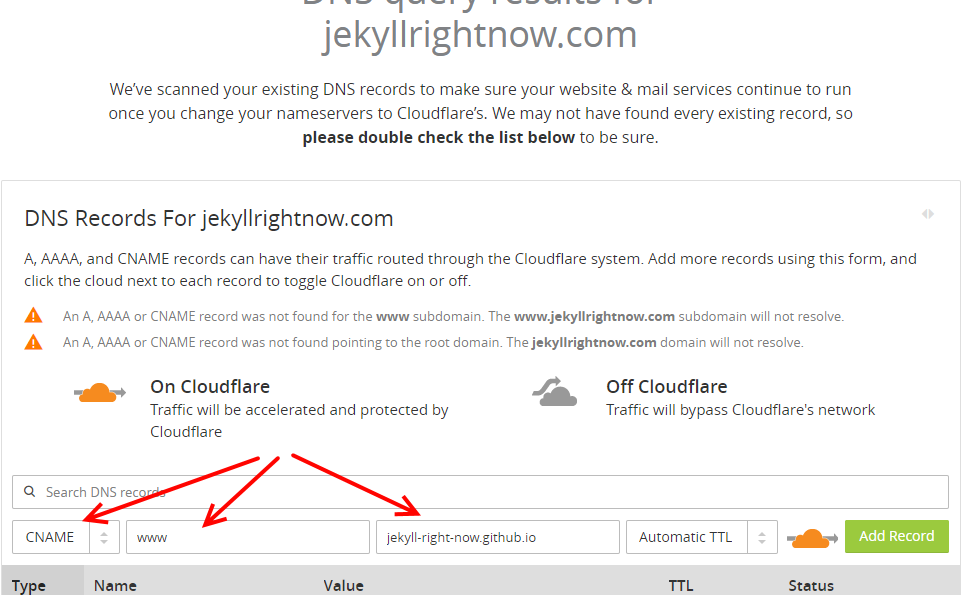 DNS query results for
jekyllrightnow.com
We've scanned your existing DNS records to make sure your website & mail services continue to run
once you change your nameservers to Cloudflare's. We may not have found every existing record, so
please double check the list below to be sure.
DNS Records For jekyllrightnow.com
A, AAAA, and CNAME records can have their traffic routed through the Cloudflare system. Add more records using this form, and
click the cloud next to each record to toggle Cloudflare on or off.
An A, AAAA or CNAME record was not found for the www subdomain. The www.jekyllrightnow.com subdomain will not resolve.
An A, AAAA or CNAME record was not found pointing to the root domain. The jekyllrightnow.com domain will not resolve.
On Cloudflare
Traffic will be accelerated and protected by
Cloudflare
Off Cloudflare
Traffic will bypass Cloudflare's network
Search DNS records
CNAME www jekyll-right-now.github.io Automatic TTL Add Record
Type Name Value TTL Status